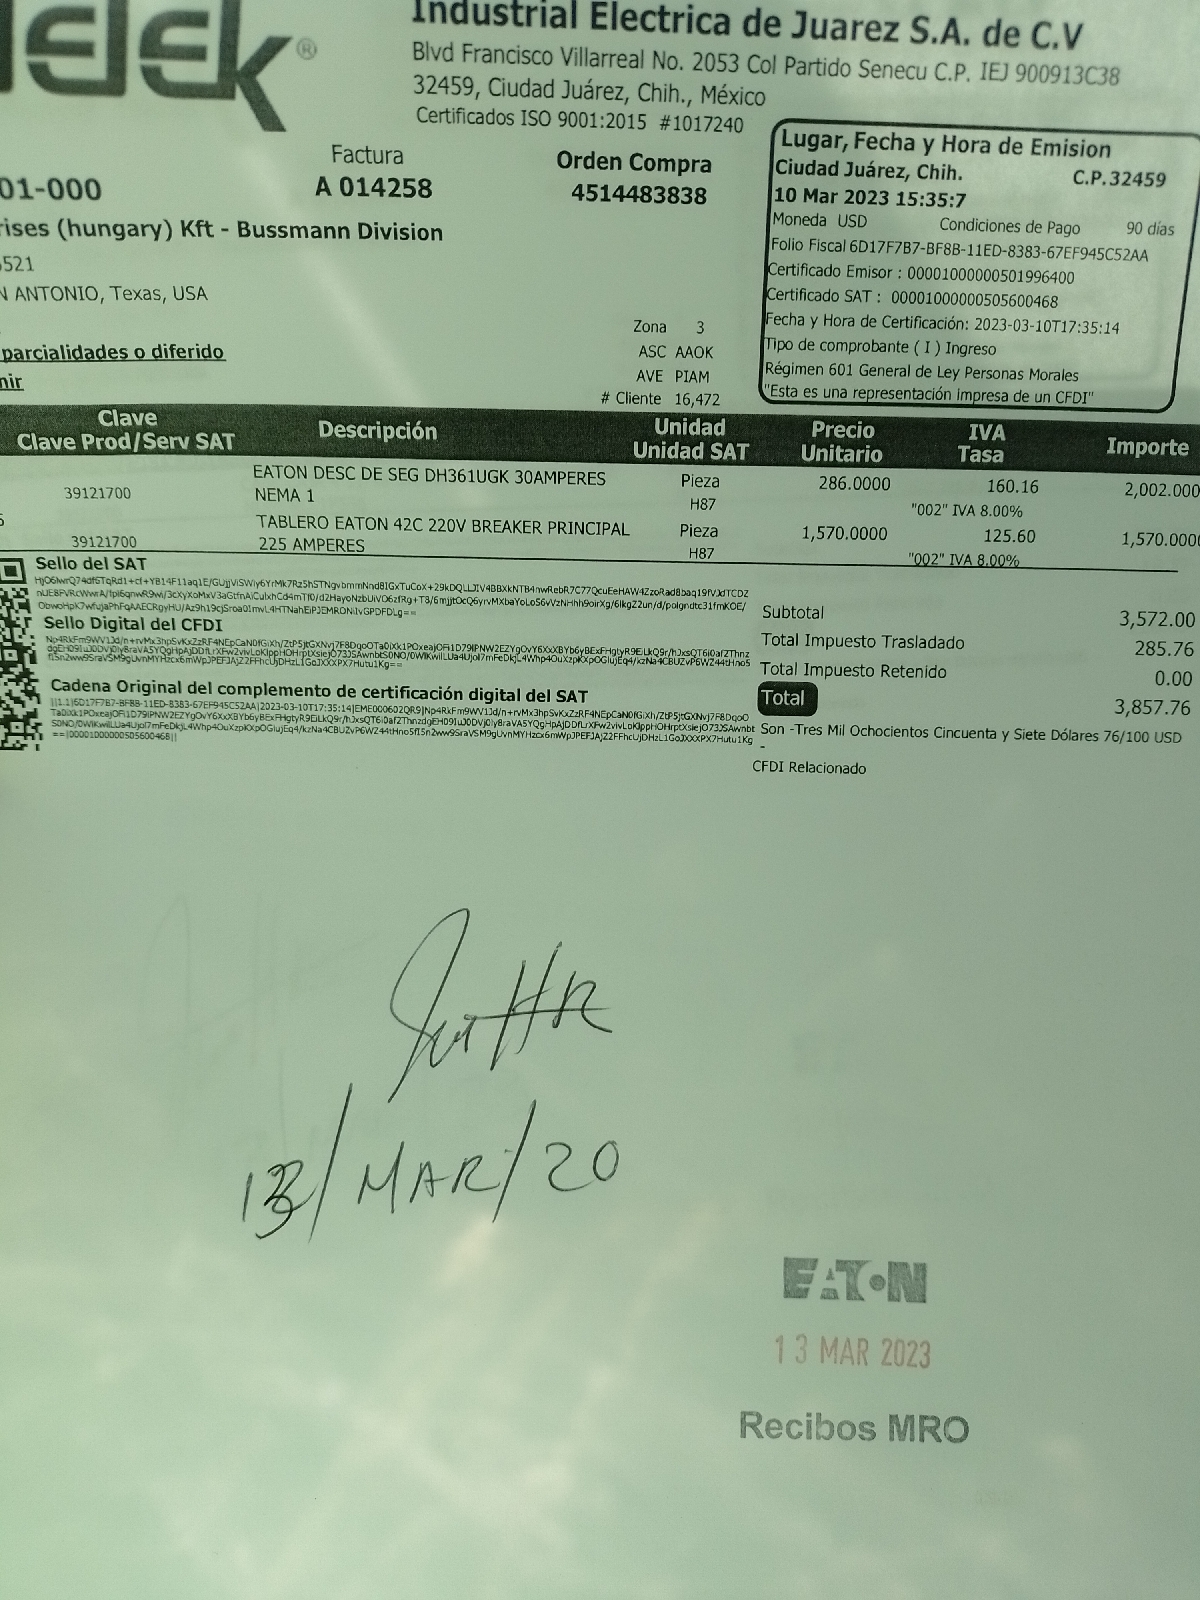 elek®
Industrial Electrica de Juarez S.A. de C.V
Blvd Francisco Villarreal No. 2053 Col Partido Senecu C.P. IEJ 900913C38
32459, Ciudad Juárez, Chih., México
Certificados ISO 9001:2015 #1017240
Factura
Orden Compra
01-000
A 014258
4514483838
rises (hungary) Kft - Bussmann Division
521
N ANTONIO, Texas, USA
Lugar, Fecha y Hora de Emision
Ciudad Juárez, Chih. C.P.32459
10 Mar 2023 15:35:7
Moneda USD Condiciones de Pago 90 días
Folio Fiscal 6D17F7B7-BF8B-11ED-8383-67EF945C52AA
Certificado Emisor : 00001000000501996400
Certificado SAT : 00001000000505600468
Fecha y Hora de Certificación: 2023-03-10T17:35:14
Tipo de comprobante ( I ) Ingreso
Régimen 601 General de Ley Personas Morales
"Esta es una representación impresa de un CFDI"
Zona 3
ASC AAOK
AVE PIAM
# Cliente 16,472
parcialidades o diferido
nir
Clave
Clave Prod/Serv SAT
Descripción
Unidad
Unidad SAT
Precio
Unitario
IVA
Tasa
Importe
39121700
EATON DESC DE SEG DH361UGK 30AMPERES
NEMA 1
Pieza
H87
286.0000
160.16
"002" IVA 8.00%
2,002.000
39121700
TABLERO EATON 42C 220V BREAKER PRINCIPAL
225 AMPERES
Pieza
H87
1,570.0000
125.60
"002" IVA 8.00%
1,570.000
Sello del SAT
Sello Digital del CFDI
Cadena Original del complemento de certificación digital del SAT
==|00001000000505600468||
Subtotal 3,572.00
Total Impuesto Trasladado 285.76
Total Impuesto Retenido 0.00
Total 3,857.76
Son -Tres Mil Ochocientos Cincuenta y Siete Dólares 76/100 USD
-
CFDI Relacionado
13/MAR/20
EATON
13 MAR 2023
Recibos MRO